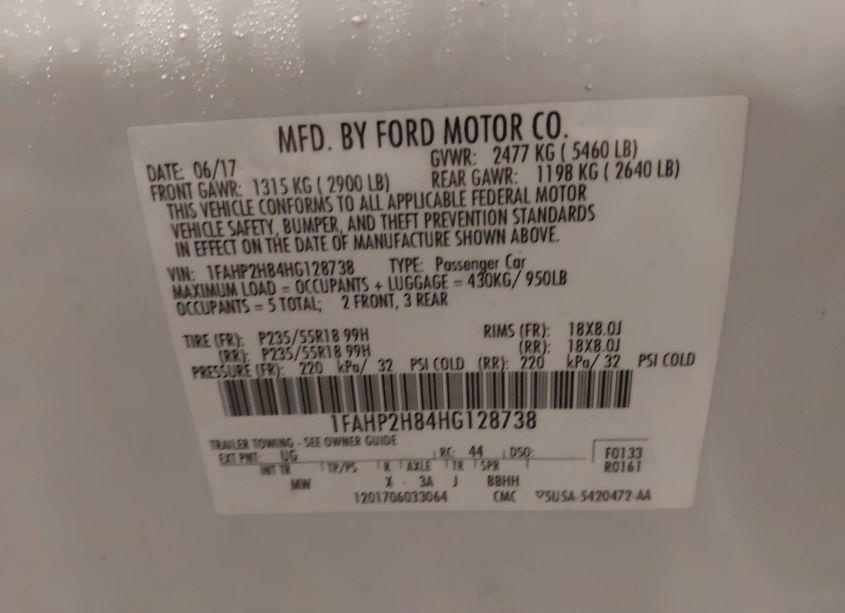 MFD. BY FORD MOTOR CO.
DATE: 06/17 GVWR: 2477 KG ( 5460 LB)
FRONT GAWR: 1315 KG ( 2900 LB) REAR GAWR: 1198 KG ( 2640 LB)
THIS VEHICLE CONFORMS TO ALL APPLICABLE FEDERAL MOTOR
VEHICLE SAFETY, BUMPER, AND THEFT PREVENTION STANDARDS
IN EFFECT ON THE DATE OF MANUFACTURE SHOWN ABOVE.
VIN: 1FAHP2H84HG128738 TYPE: Passenger Car
MAXIMUM LOAD = OCCUPANTS + LUGGAGE = 430KG/ 950LB
OCCUPANTS = 5 TOTAL; 2 FRONT, 3 REAR
TIRE (FR): P235/55R18 99H RIMS (FR): 18X8.0J
(RR): P235/55R18 99H (RR): 18X8.0J
PRESSURE (FR): 220 kPa/ 32 PSI COLD (RR): 220 kPa/ 32 PSI COLD
1FAHP2H84HG128738
TRAILER TOWING - SEE OWNER GUIDE
EXT PNT: UG RC: 44 DSO: F0133
INT TR TP/PS R AXLE TR SPR R0161
MW X - 3A J BBHH
1201706033064 CMC ▽5USA-5420472-AA